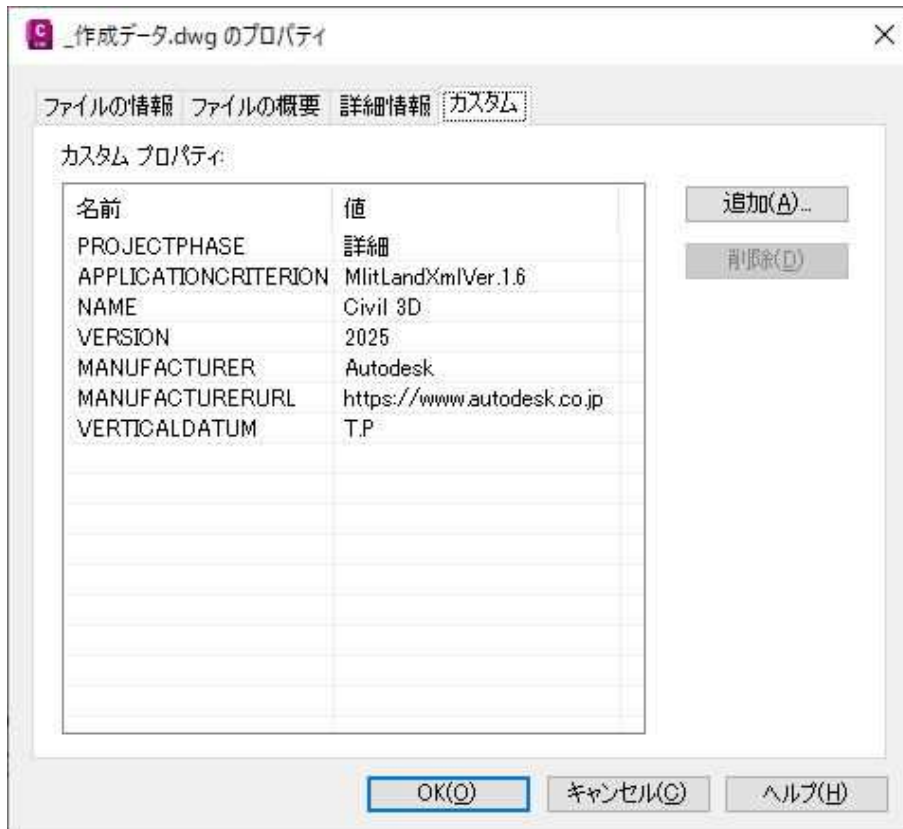 _作成データ.dwg のプロパティ
ファイルの情報 ファイルの概要 詳細情報 カスタム
カスタム プロパティ:
名前 値
PROJECTPHASE 詳細
APPLICATIONCRITERION MlitLandXmlVer.1.6
NAME Civil 3D
VERSION 2025
MANUFACTURER Autodesk
MANUFACTURERURL https://www.autodesk.co.jp
VERTICALDATUM T.P
追加(A)...
削除(D)
OK(O) キャンセル(C) ヘルプ(H)